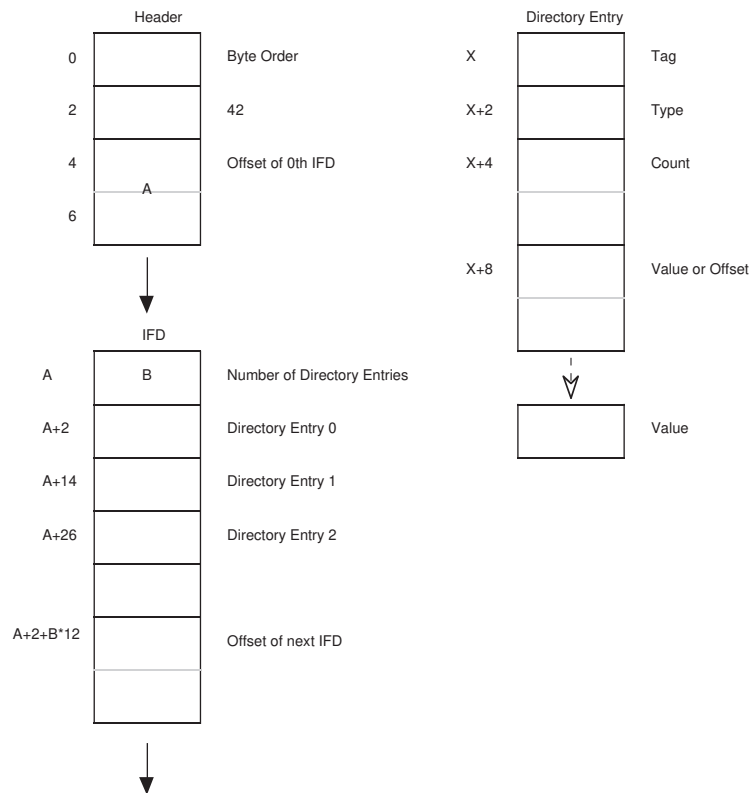 Header
0 Byte Order
2 42
4 Offset of 0th IFD
A
6
IFD
A B Number of Directory Entries
A+2 Directory Entry 0
A+14 Directory Entry 1
A+26 Directory Entry 2
A+2+B*12 Offset of next IFD
Directory Entry
X Tag
X+2 Type
X+4 Count
X+8 Value or Offset
Value